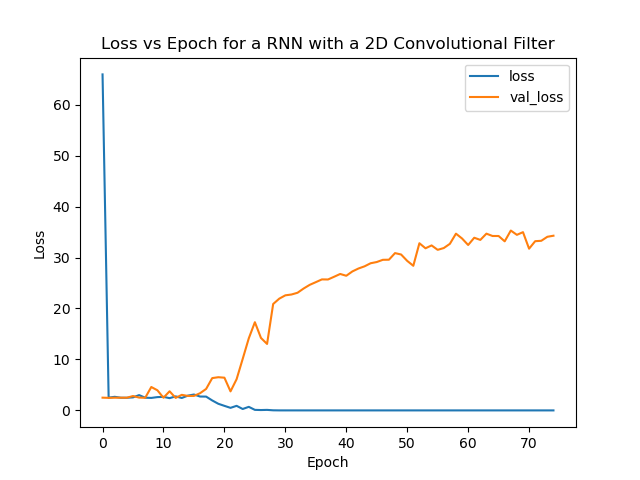 Loss vs Epoch for a RNN with a 2D Convolutional Filter
loss
val_loss
60
50
40
30
20
10
0
Loss
0 10 20 30 40 50 60 70
Epoch